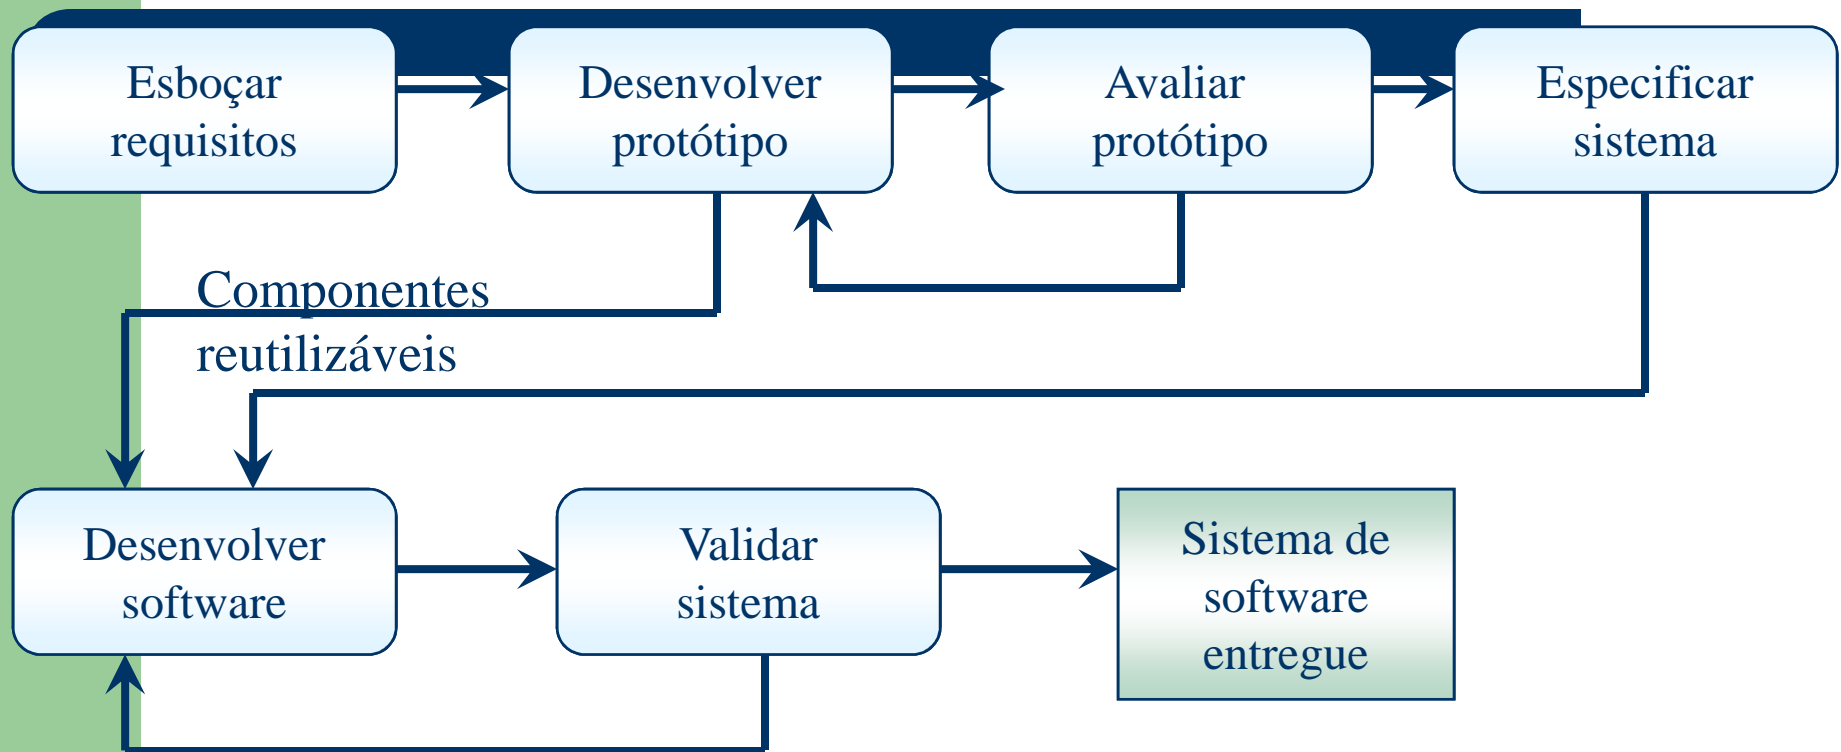 Esboçar
requisitos
Desenvolver
protótipo
Avaliar
protótipo
Especificar
sistema
Componentes
reutilizáveis
Desenvolver
software
Validar
sistema
Sistema de
software
entregue